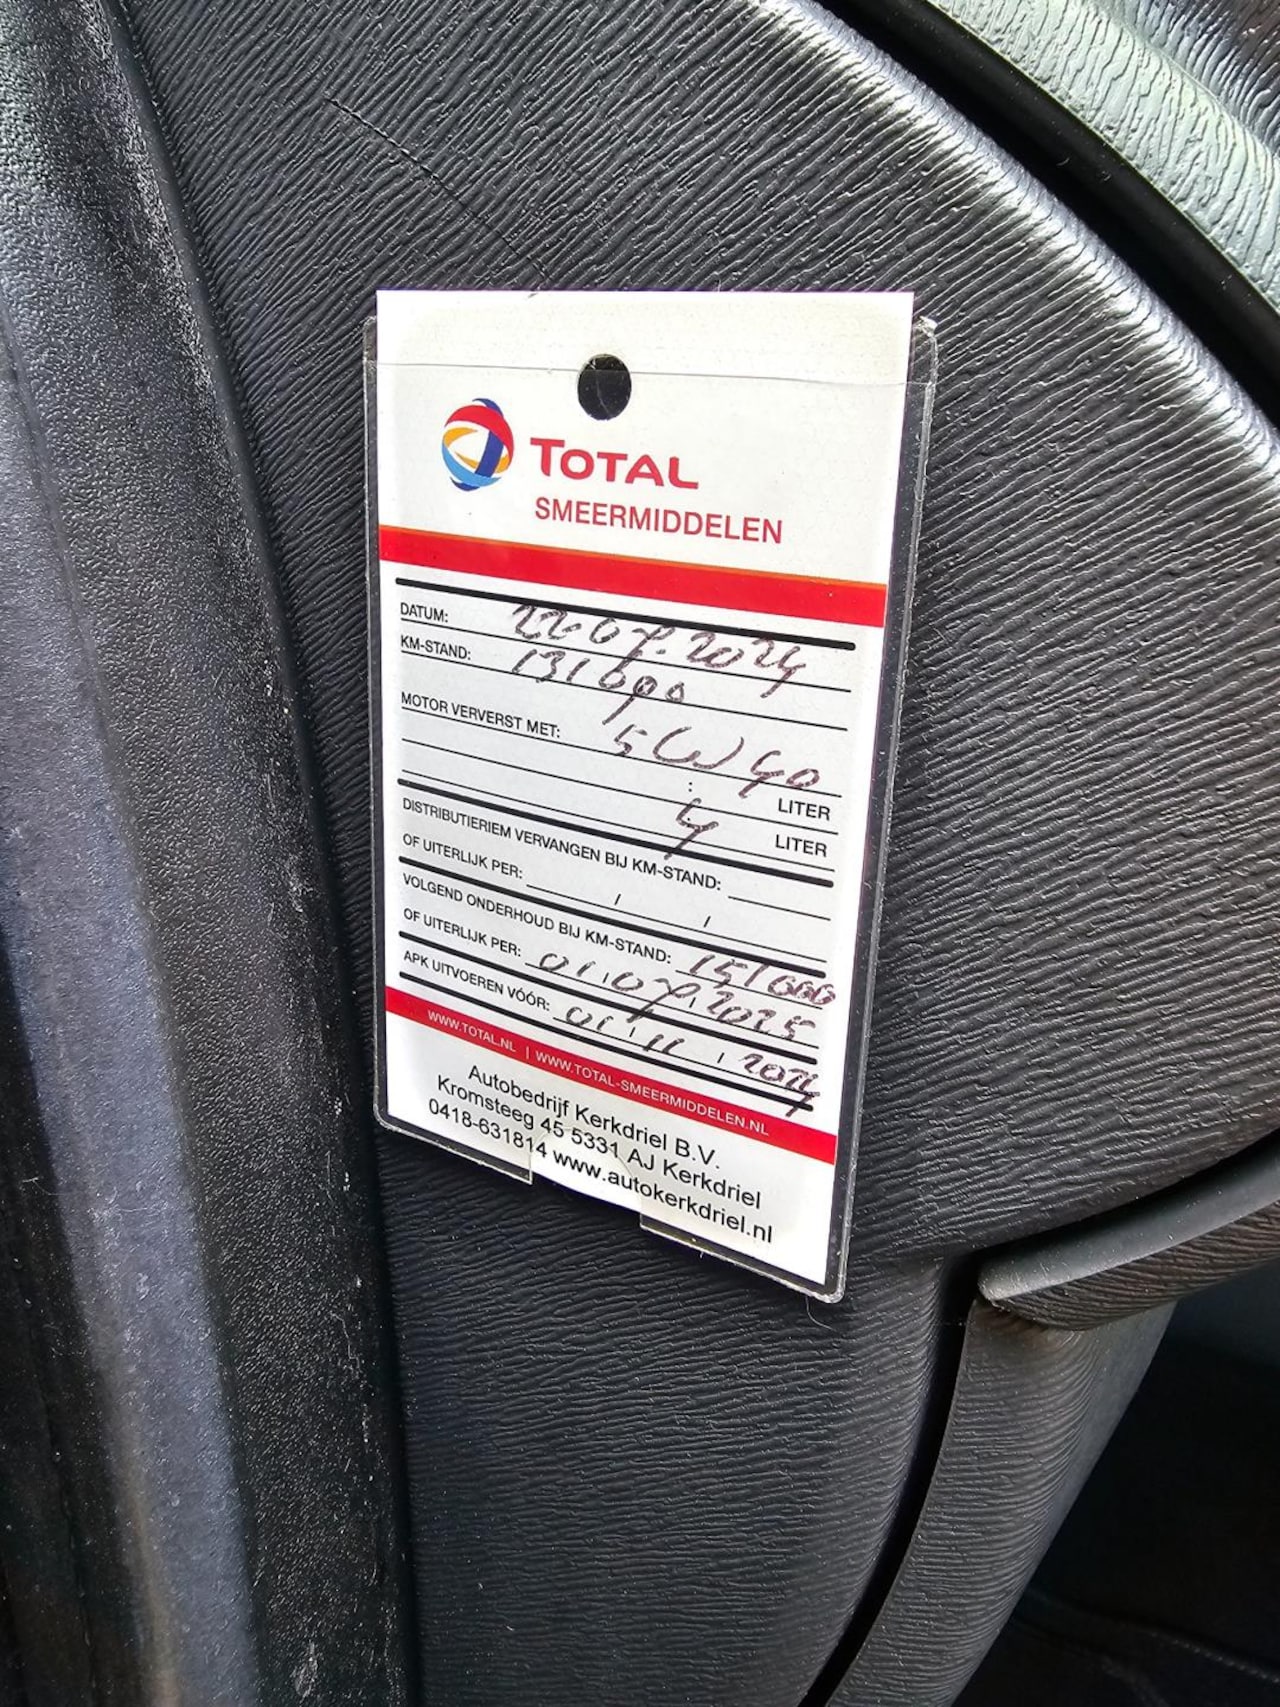 TOTAL
SMEERMIDDELEN
DATUM: 22-07-2024
KM-STAND: 131090
MOTOR VERVERST MET: 5W40
: LITER
: 4 LITER
DISTRIBUTIERIEM VERVANGEN BIJ KM-STAND:
OF UITERLIJK PER: / /
VOLGEND ONDERHOUD BIJ KM-STAND: 151000
OF UITERLIJK PER: 01/07/2025
APK UITVOEREN VÓÓR: 01/11/2024
WWW.TOTAL.NL | WWW.TOTAL-SMEERMIDDELEN.NL
Autobedrijf Kerkdriel B.V.
Kromsteeg 45 5331 AJ Kerkdriel
0418-631814 www.autokerkdriel.nl